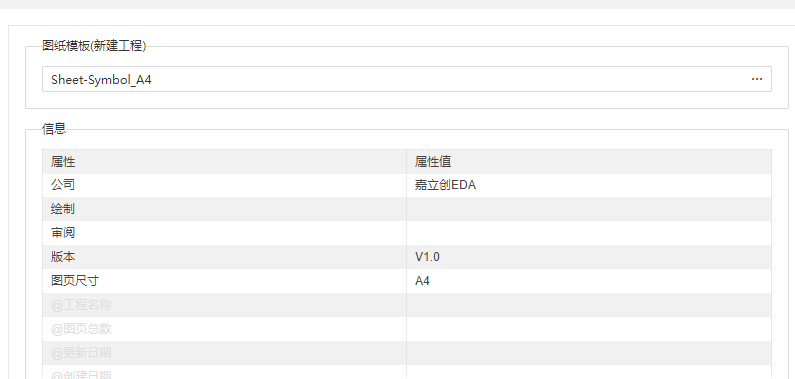 图纸模板(新建工程)
Sheet-Symbol_A4 ...
信息
属性 属性值
公司 嘉立创EDA
绘制
审阅
版本 V1.0
图页尺寸 A4
@工程名称
@图页总数
@更新日期
@创建日期